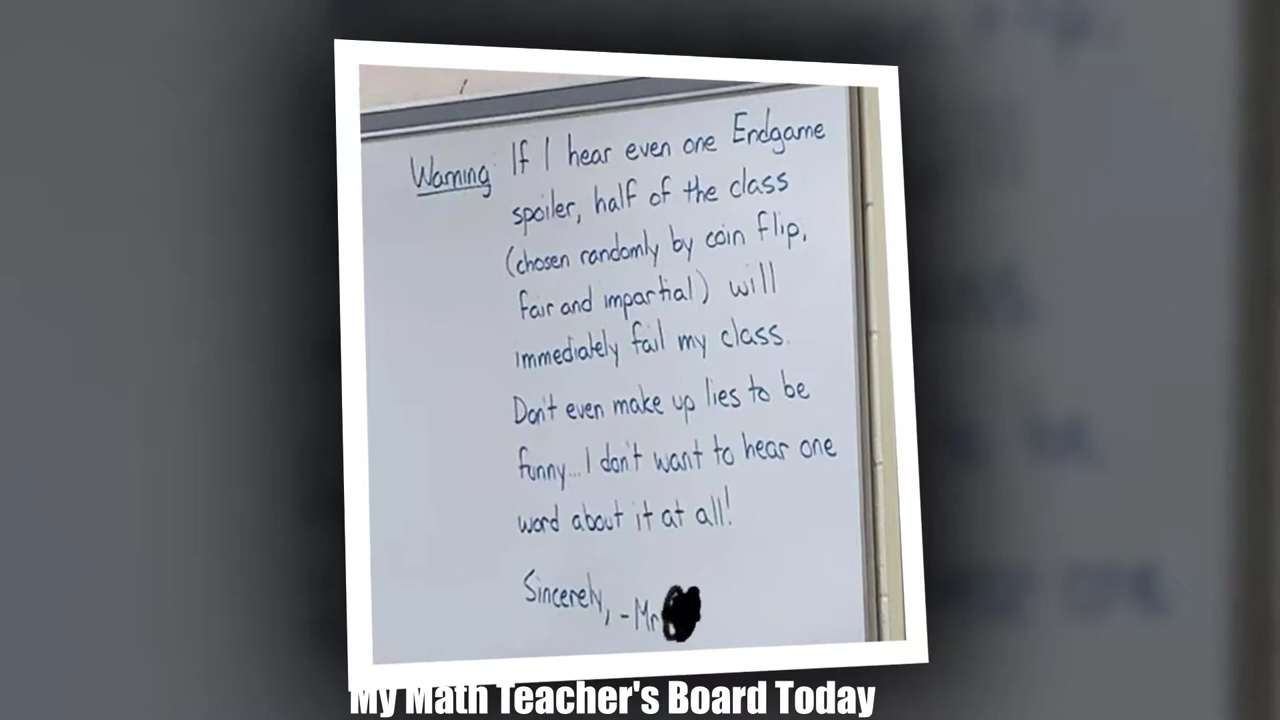 Warning: If I hear even one Endgame
spoiler, half of the class
(chosen randomly by coin flip,
fair and impartial) will
immediately fail my class.
Don't even make up lies to be
funny... I don't want to hear one
word about it at all!
Sincerely, -Mr
My Math Teacher's Board Today